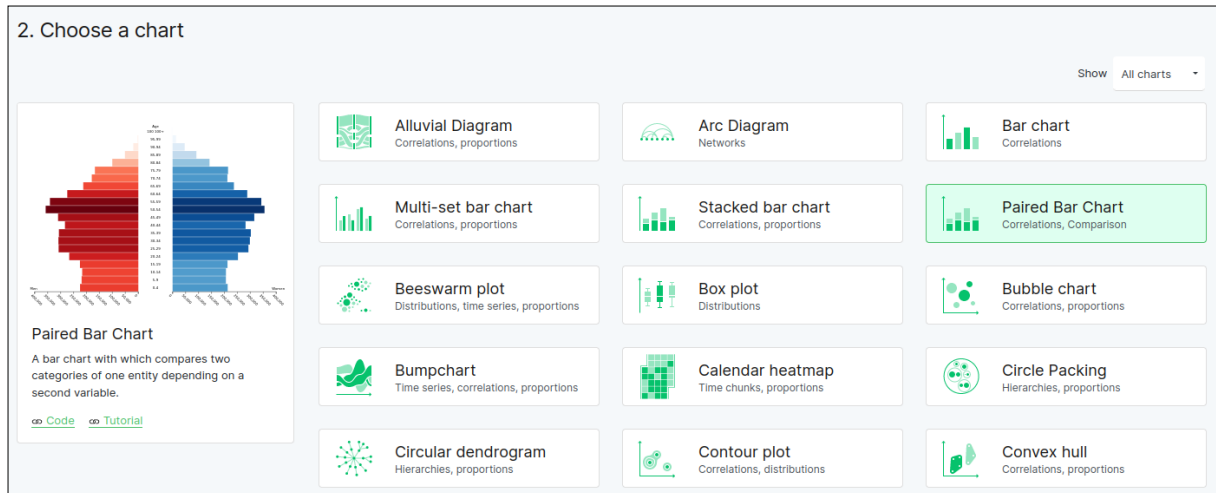 2. Choose a chart
Show All charts
Age
Men
Women
Paired Bar Chart
A bar chart with which compares two
categories of one entity depending on a
second variable.
Code Tutorial
Alluvial Diagram
Correlations, proportions
Arc Diagram
Networks
Bar chart
Correlations
Multi-set bar chart
Correlations, proportions
Stacked bar chart
Correlations, proportions
Paired Bar Chart
Correlations, Comparison
Beeswarm plot
Distributions, time series, proportions
Box plot
Distributions
Bubble chart
Correlations, proportions
Bumpchart
Time series, correlations, proportions
Calendar heatmap
Time chunks, proportions
Circle Packing
Hierarchies, proportions
Circular dendrogram
Hierarchies, proportions
Contour plot
Correlations, distributions
Convex hull
Correlations, proportions